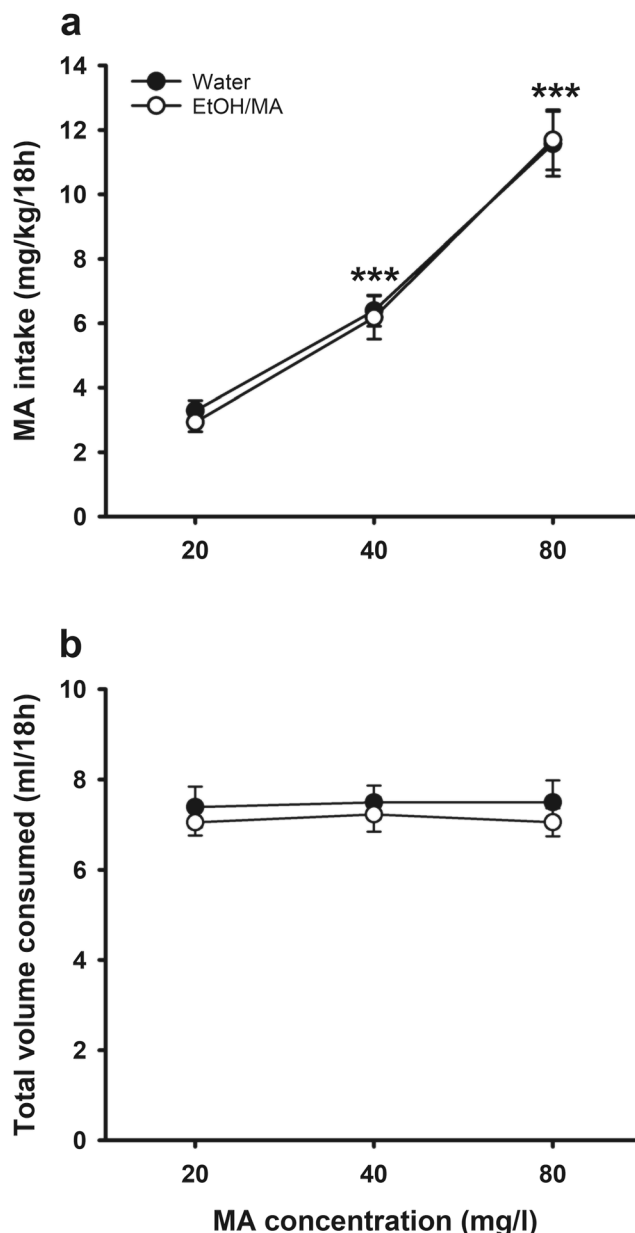 a
14
12
10
8
6
4
2
0
Water
EtOH/MA
***
***
MA intake (mg/kg/18h)
20 40 80
b
10
8
6
4
2
0
Total volume consumed (ml/18h)
20 40 80
MA concentration (mg/l)